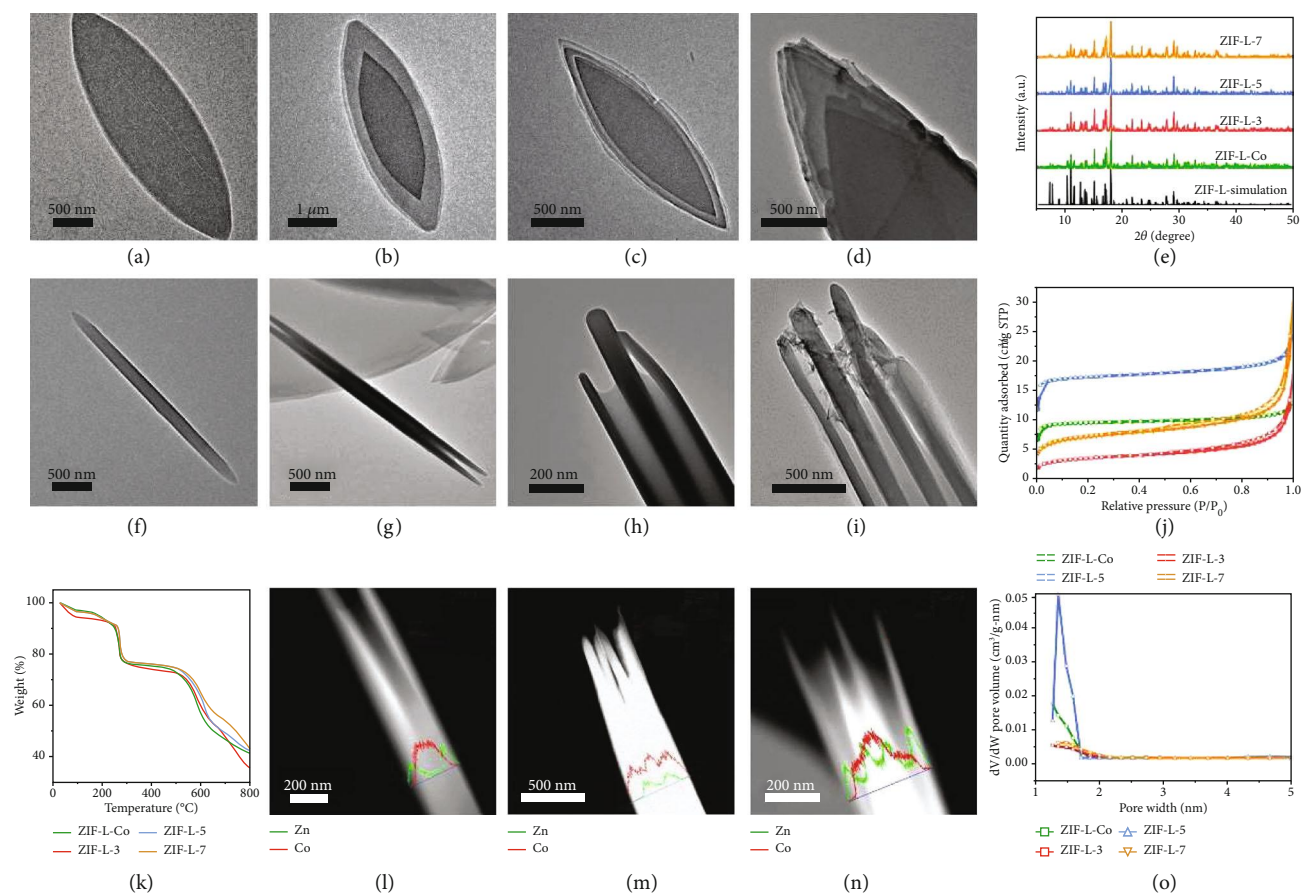 500 nm
(a)
1 μm
(b)
500 nm
(c)
500 nm
(d)
Intensity (a.u.)
ZIF-L-7
ZIF-L-5
ZIF-L-3
ZIF-L-Co
ZIF-L-simulation
10 20 30 40 50
2θ (degree)
(e)
500 nm
(f)
500 nm
(g)
200 nm
(h)
500 nm
(i)
Quantity adsorbed (cm³/g STP)
30
25
20
15
10
5
0
0.0 0.2 0.4 0.6 0.8 1.0
Relative pressure (P/P₀)
(j)
ZIF-L-Co ZIF-L-3
ZIF-L-5 ZIF-L-7
Weight (%)
100
80
60
40
0 200 400 600 800
Temperature (°C)
ZIF-L-Co ZIF-L-5
ZIF-L-3 ZIF-L-7
(k)
200 nm
Zn
Co
(l)
500 nm
Zn
Co
(m)
200 nm
Zn
Co
(n)
dV/dW pore volume (cm³/g-nm)
0.05
0.04
0.03
0.02
0.01
0.00
1 2 3 4 5
Pore width (nm)
ZIF-L-Co ZIF-L-5
ZIF-L-3 ZIF-L-7
(o)